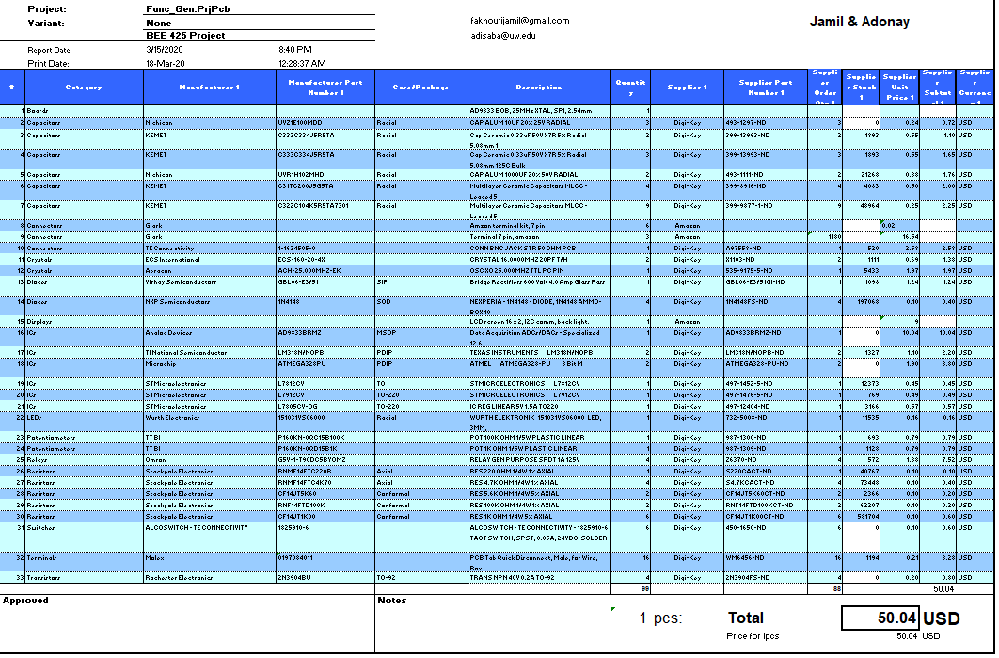 Project: Func_Gen.PrjPcb
Variant: None
BEE 425 Project
fakhourijamil@gmail.com
adisaba@uw.edu
Jamil & Adonay
Report Date: 3/15/2020 8:40 PM
Print Date: 18-Mar-20 12:28:37 AM
# Category Manufacturer 1 Manufacturer Part Number 1 Case/Package Description Quantity Supplier 1 Supplier Part Number 1 Supplier Order Qty 1 Supplier Stock 1 Supplier Unit Price 1 Supplier Subtotal 1 Supplier Currency 1
1 Boards AD9833 BOB, 25MHz XTAL, SPI, 2.54mm 1
2 Capacitors Nichicon UVZ1E100MDD Radial CAP ALUM 10UF 20% 25V RADIAL 3 Digi-Key 493-1297-ND 3 0 0.24 0.72 USD
3 Capacitors KEMET C333C334J5R5TA Radial Cap Ceramic 0.33uF 50V X7R 5% Radial 2 Digi-Key 399-13993-ND 2 1893 0.55 1.10 USD
5.08mm 1
4 Capacitors KEMET C333C334J5R5TA Radial Cap Ceramic 0.33uF 50V X7R 5% Radial 3 Digi-Key 399-13993-ND 3 1893 0.55 1.65 USD
5.08mm 125C Bulk
5 Capacitors Nichicon UVR1H102MHD Radial CAP ALUM 1000UF 20% 50V RADIAL 2 Digi-Key 493-1111-ND 2 21268 0.88 1.76 USD
6 Capacitors KEMET C317C200J5G5TA Radial Multilayer Ceramic Capacitors MLCC - 4 Digi-Key 399-8916-ND 4 4083 0.50 2.00 USD
Leaded 5
7 Capacitors KEMET C322C104K5R5TA7301 Radial Multilayer Ceramic Capacitors MLCC - 9 Digi-Key 399-9877-1-ND 9 48964 0.25 2.25 USD
Leaded 5
8 Connectors Glark Amzon terminal kit, 7 pin 6 Amazon 0.02
9 Connectors Glark Terminal 7 pin, amazon 3 Amazon 1180 16.54
10 Connectors TE Connectivity 1-1634505-0 CONN BNC JACK STR 50 OHM PCB 1 Digi-Key A97558-ND 1 520 2.58 2.58 USD
11 Crystals ECS International ECS-160-20-4X CRYSTAL 16.0000MHZ 20PF T/H 2 Digi-Key X1103-ND 2 1111 0.69 1.38 USD
12 Crystals Abracon ACH-25.000MHZ-EK OSC XO 25.000MHZ TTL PC PIN 1 Digi-Key 535-9175-5-ND 1 5433 1.97 1.97 USD
13 Diodes Vishay Semiconductors GBL06-E3/51 SIP Bridge Rectifiers 600 Volt 4.0 Amp Glass Pass 1 Digi-Key GBL06-E3/51GI-ND 1 1098 1.24 1.24 USD
14 Diodes NXP Semiconductors 1N4148 SOD NEXPERIA - 1N4148 - DIODE, 1N4148 AMMO- 4 Digi-Key 1N4148FS-ND 4 197068 0.10 0.40 USD
BOX 10
15 Displays LCD screen 16 x 2, I2C comm, back light. 1 Amazon 9
16 ICs Analog Devices AD9833BRMZ MSOP Data Acquisition ADCs/DACs - Specialized 1 Digi-Key AD9833BRMZ-ND 1 0 10.04 10.04 USD
12.6
17 ICs TI National Semiconductor LM318N/NOPB PDIP TEXAS INSTRUMENTS LM318N/NOPB 2 Digi-Key LM318N/NOPB-ND 2 1327 1.10 2.20 USD
18 ICs Microchip ATMEGA328PU PDIP ATMEL ATMEGA328-PU 8 Bit M 2 Digi-Key ATMEGA328-PU-ND 2 0 1.90 3.80 USD
19 ICs STMicroelectronics L7812CV TO STMICROELECTRONICS L7812CV 1 Digi-Key 497-1452-5-ND 1 12373 0.45 0.45 USD
20 ICs STMicroelectronics L7912CV TO-220 STMICROELECTRONICS L7912CV 1 Digi-Key 497-1476-5-ND 1 769 0.49 0.49 USD
21 ICs STMicroelectronics L7805CV-DG TO-220 IC REG LINEAR 5V 1.5A TO220 1 Digi-Key 497-12404-ND 1 3166 0.57 0.57 USD
22 LEDs Wurth Electronics 151031VS06000 Radial WURTH ELEKTRONIK 151031VS06000 LED, 1 Digi-Key 732-5008-ND 1 11535 0.16 0.16 USD
3MM,
23 Potentiometers TT BI P160KN-0QC15B100K POT 100K OHM 1/5W PLASTIC LINEAR 1 Digi-Key 987-1300-ND 1 693 0.79 0.79 USD
24 Potentiometers TT BI P160KN-0QD15B1K POT 1K OHM 1/5W PLASTIC LINEAR 1 Digi-Key 987-1309-ND 1 1128 0.79 0.79 USD
25 Relays Omron G5V-1-T90DC5BYOMZ RELAY GEN PURPOSE SPDT 1A 125V 4 Digi-Key Z6370-ND 4 572 1.88 7.52 USD
26 Resistors Stackpole Electronics RNMF14FTC220R Axial RES 220 OHM 1/4W 1% AXIAL 1 Digi-Key S220CACT-ND 1 40767 0.10 0.10 USD
27 Resistors Stackpole Electronics RNMF14FTC4K70 Axial RES 4.7K OHM 1/4W 1% AXIAL 4 Digi-Key S4.7KCACT-ND 4 73448 0.10 0.40 USD
28 Resistors Stackpole Electronics CF14JT5K60 Conformal RES 5.6K OHM 1/4W 5% AXIAL 2 Digi-Key CF14JT5K60CT-ND 2 2366 0.10 0.20 USD
29 Resistors Stackpole Electronics RNF14FTD100K Conformal RES 100K OHM 1/4W 1% AXIAL 2 Digi-Key RNF14FTD100KCT-ND 2 62207 0.10 0.20 USD
30 Resistors Stackpole Electronics CF14JT1K00 Conformal RES 1K OHM 1/4W 5% AXIAL 6 Digi-Key CF14JT1K00CT-ND 6 531704 0.10 0.60 USD
31 Switches ALCOSWITCH - TE CONNECTIVITY 1825910-6 ALCOSWITCH - TE CONNECTIVITY - 1825910-6 - 6 Digi-Key 450-1650-ND 6 0 0.10 0.60 USD
TACT SWITCH, SPST, 0.05A, 24VDC, SOLDER
32 Terminals Molex 0197084011 PCB Tab Quick Disconnect, Male, for Wire, 16 Digi-Key WM6456-ND 16 1194 0.21 3.28 USD
Box
33 Transistors Rochester Electronics 2N3904BU TO-92 TRANS NPN 40V 0.2A TO-92 4 Digi-Key 2N3904FS-ND 4 0 0.20 0.80 USD
99 88 50.04
Approved Notes
1 pcs: Total 50.04 USD
Price for 1pcs 50.04 USD